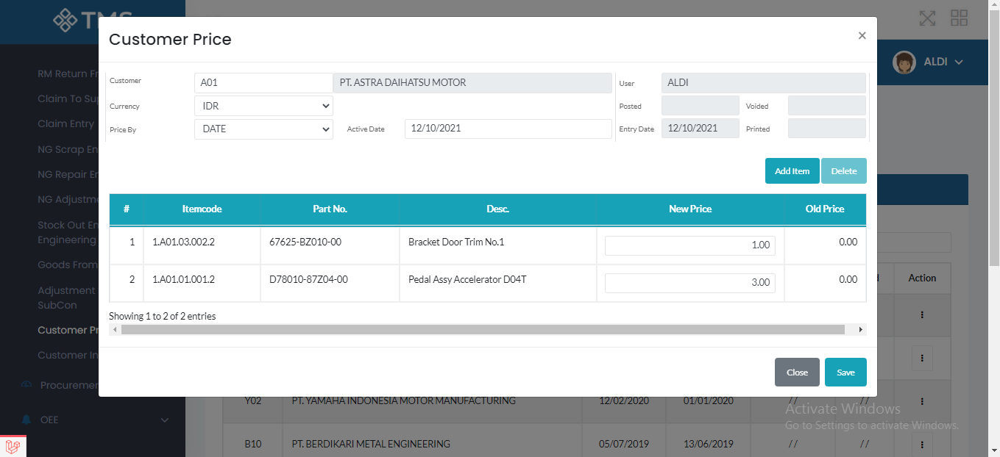 TMS
ALDI
RM Return Fr
Claim To Sup
Claim Entry
NG Scrap En
NG Repair En
NG Adjustme
Stock Out En
Engineering
Goods From
Adjustment
SubCon
Customer Pr
Customer In
Procuremen
OEE
Customer Price
×
Customer A01 PT. ASTRA DAIHATSU MOTOR User ALDI
Currency IDR Posted Voided
Price By DATE Active Date 12/10/2021 Entry Date 12/10/2021 Printed
Add Item Delete
# Itemcode Part No. Desc. New Price Old Price
1 1.A01.03.002.2 67625-BZ010-00 Bracket Door Trim No.1 1.00 0.00
2 1.A01.01.001.2 D78010-87Z04-00 Pedal Assy Accelerator D04T 3.00 0.00
Showing 1 to 2 of 2 entries
Close Save
Action
Y02 PT. YAMAHA INDONESIA MOTOR MANUFACTURING 12/02/2020 01/01/2020 / / / /
B10 PT. BERDIKARI METAL ENGINEERING 05/07/2019 13/06/2019 / / / /
Activate Windows
Go to Settings to activate Windows.